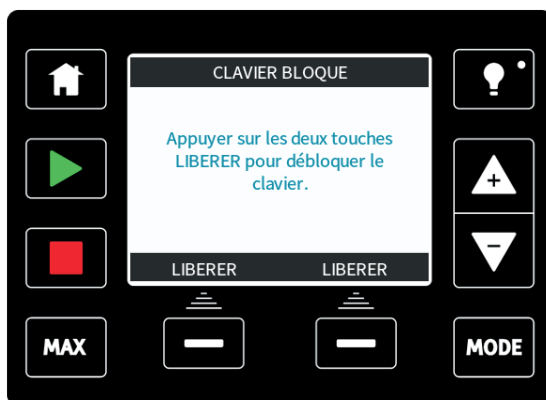 CLAVIER BLOQUE
Appuyer sur les deux touches
LIBERER pour débloquer le
clavier.
LIBERER LIBERER
MAX
MODE